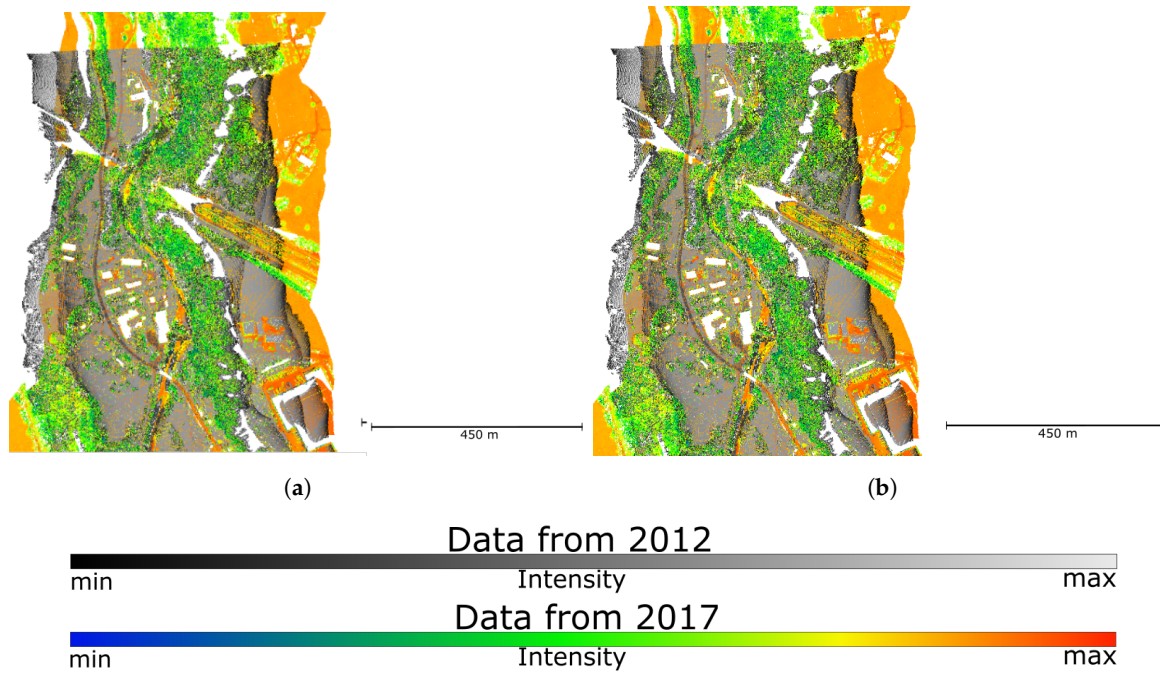 450 m
450 m
(a)
(b)
Data from 2012
min
Intensity
max
Data from 2017
min
Intensity
max